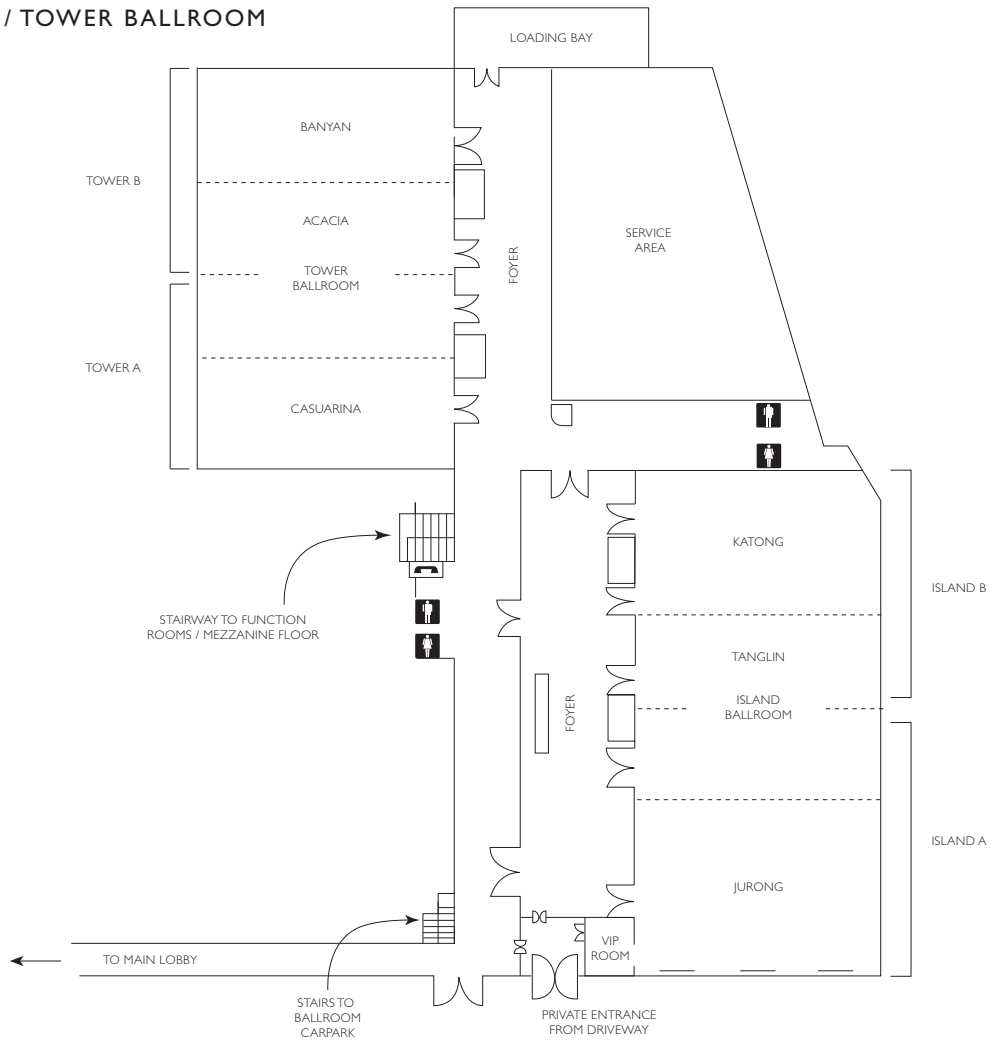 / TOWER BALLROOM
LOADING BAY
BANYAN
TOWER B
ACACIA
SERVICE
AREA
FOYER
TOWER
BALLROOM
TOWER A
CASUARINA
KATONG
ISLAND B
STAIRWAY TO FUNCTION
ROOMS / MEZZANINE FLOOR
TANGLIN
ISLAND
BALLROOM
FOYER
ISLAND A
JURONG
VIP
ROOM
TO MAIN LOBBY
STAIRS TO
BALLROOM
CARPARK
PRIVATE ENTRANCE
FROM DRIVEWAY